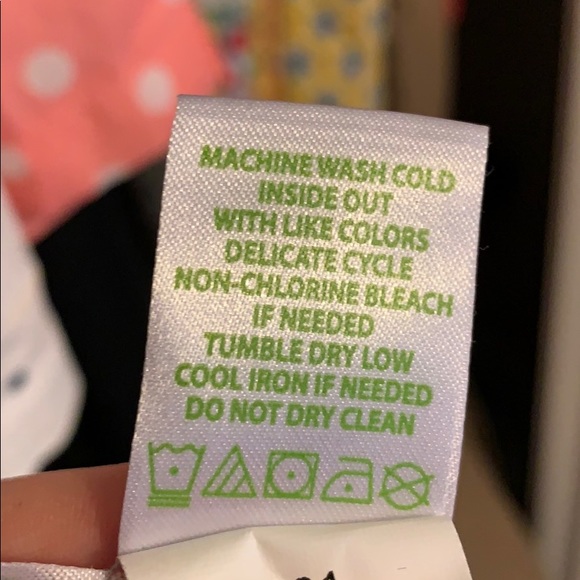 MACHINE WASH COLD
INSIDE OUT
WITH LIKE COLORS
DELICATE CYCLE
NON-CHLORINE BLEACH
IF NEEDED
TUMBLE DRY LOW
COOL IRON IF NEEDED
DO NOT DRY CLEAN